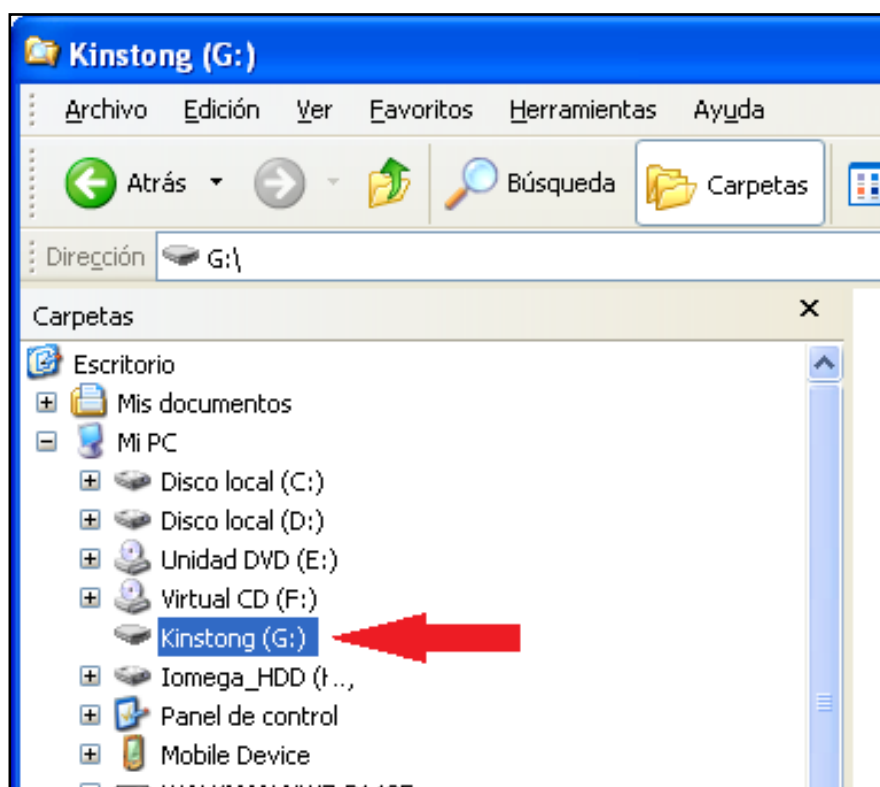 Kinstong (G:)
Archivo Edición Ver Favoritos Herramientas Ayuda
Atrás Búsqueda Carpetas
Dirección G:\
Carpetas
Escritorio
Mis documentos
Mi PC
Disco local (C:)
Disco local (D:)
Unidad DVD (E:)
Virtual CD (F:)
Kinstong (G:)
Iomega_HDD (
Panel de control
Mobile Device